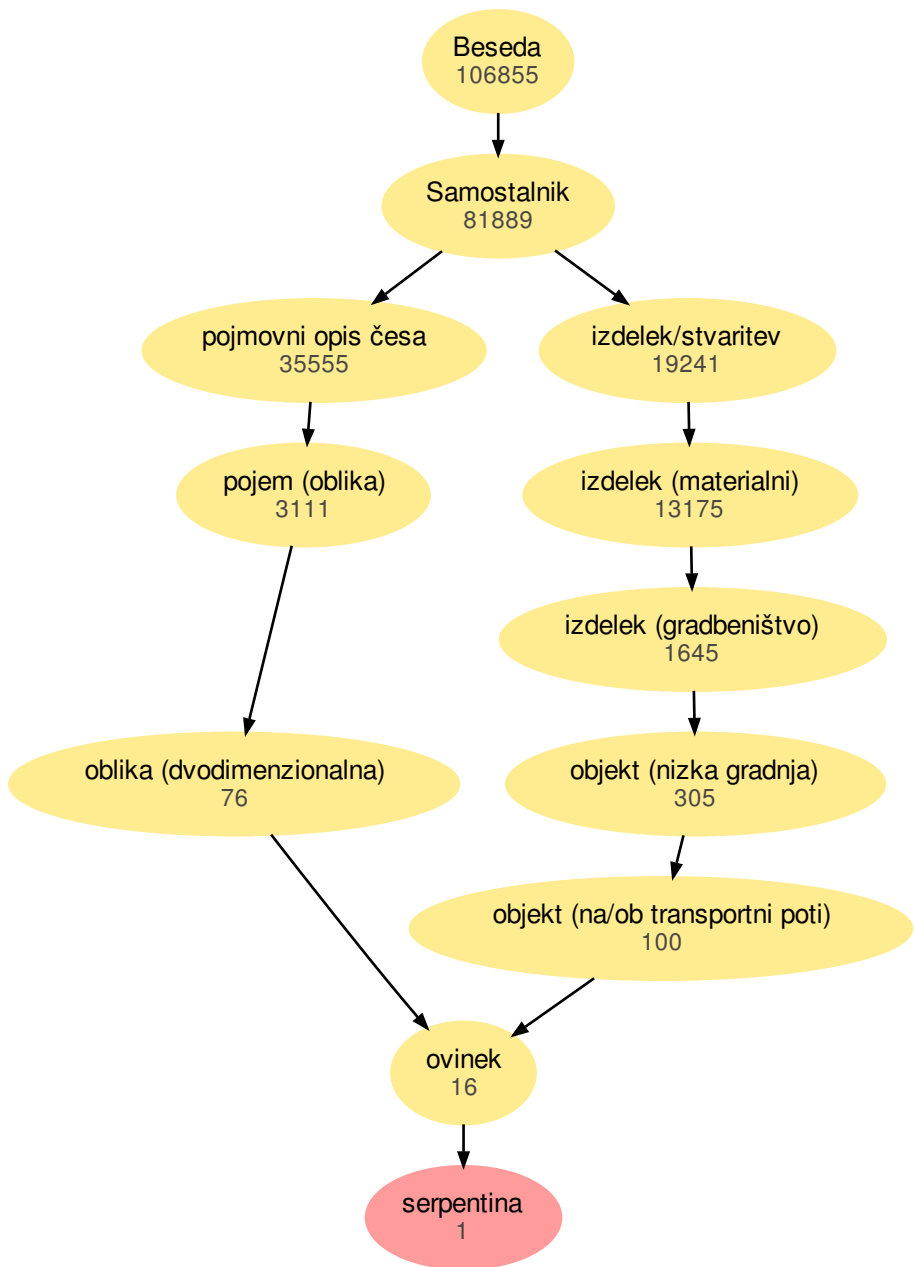 Beseda
106855
Samostalnik
81889
pojmovni opis česa
35555
izdelek/stvaritev
19241
pojem (oblika)
3111
izdelek (materialni)
13175
izdelek (gradbeništvo)
1645
oblika (dvodimenzionalna)
76
objekt (nizka gradnja)
305
objekt (na/ob transportni poti)
100
ovinek
16
serpentina
1